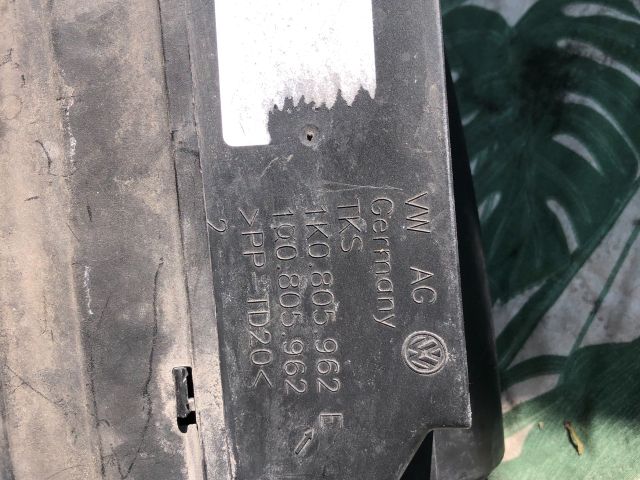 VW AG
Germany
TKS
1K0.805.962 E
1Q0.805.962
>PP-TD20<
2